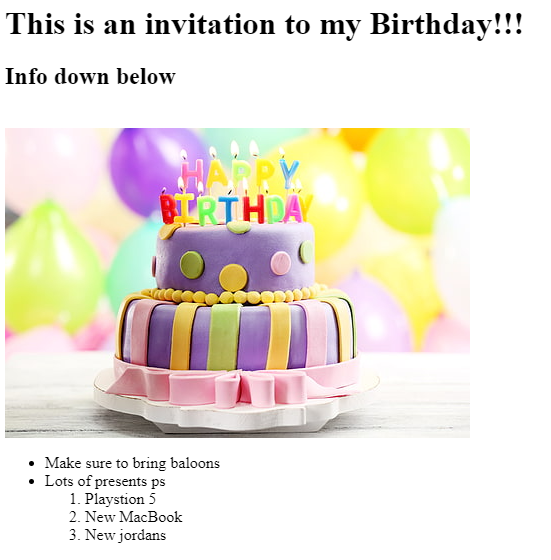 This is an invitation to my Birthday!!!
Info down below
HAPPY
BIRTHDAY
Make sure to bring baloons
Lots of presents ps
1. Playstion 5
2. New MacBook
3. New jordans